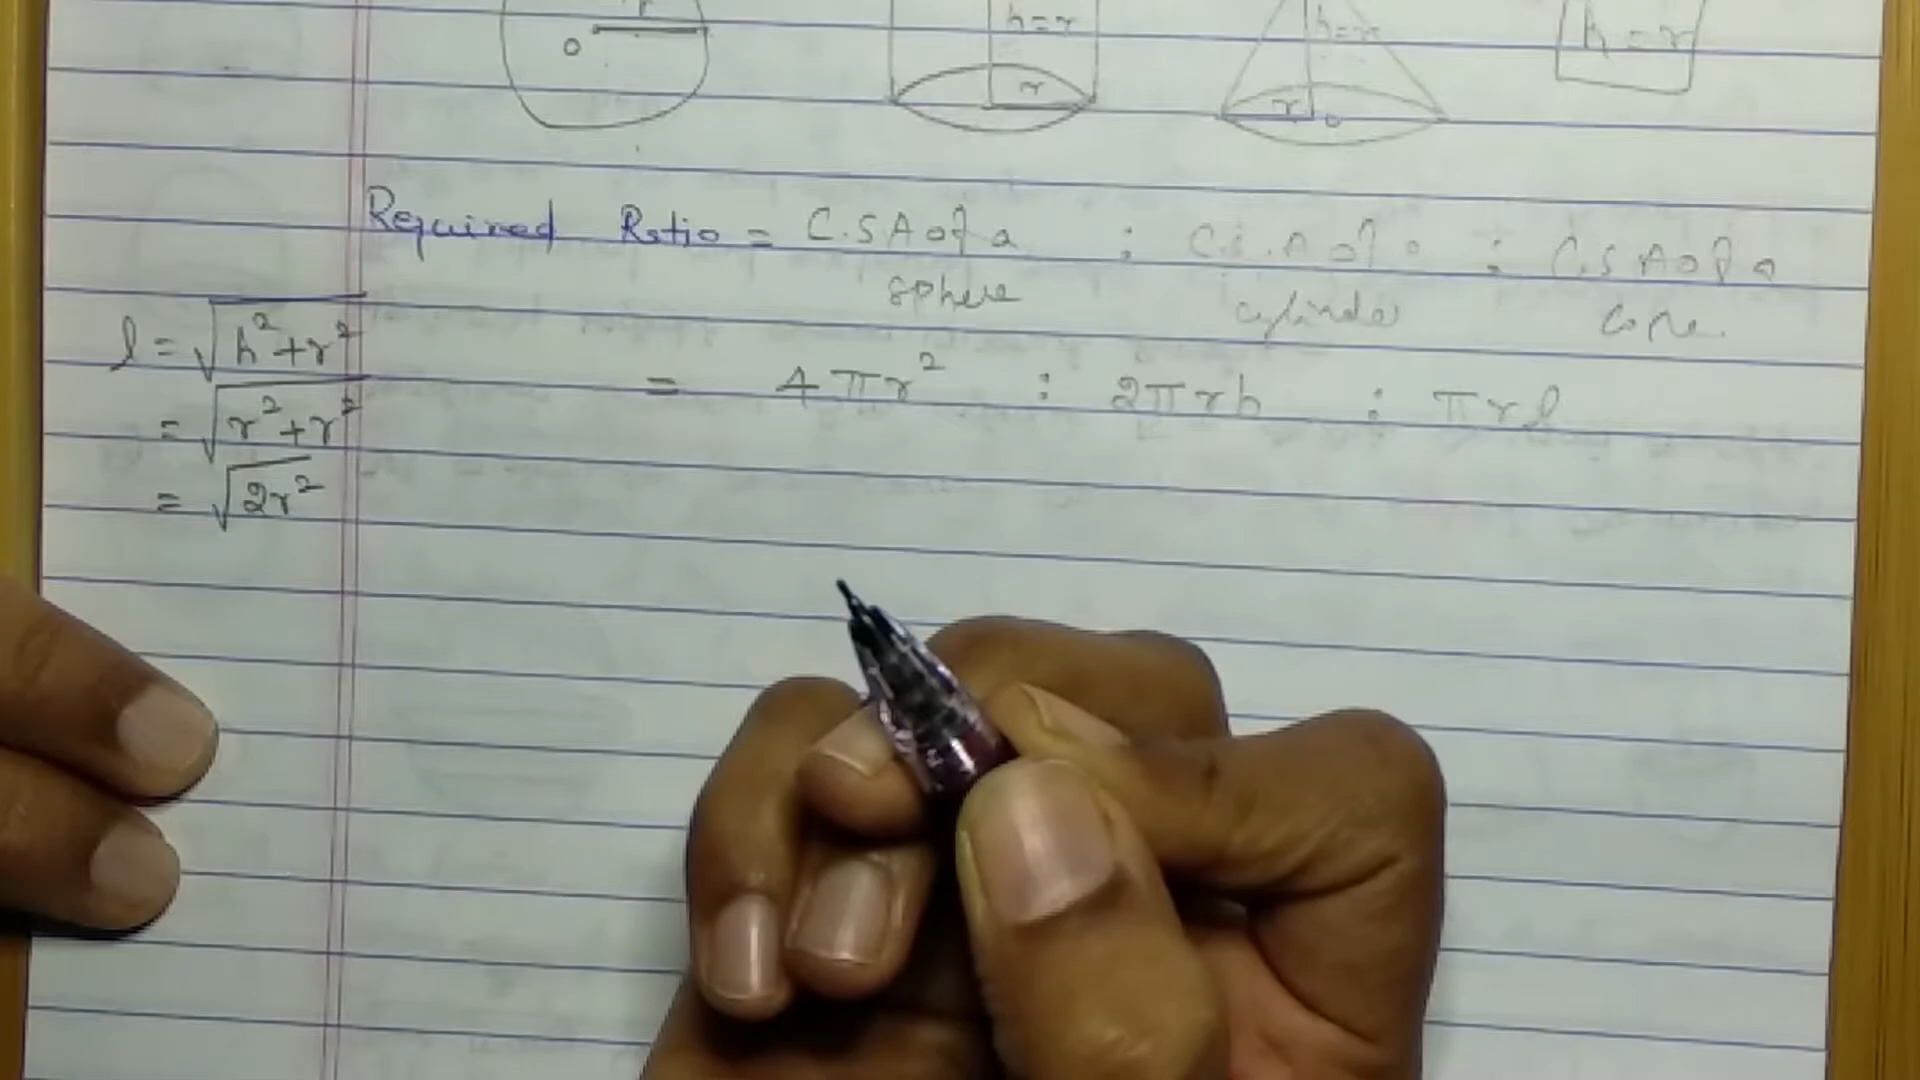 r
O
h=r
r
h=r
r
o
h=r
Required Ratio = C.S A of a : C.S.A of a : C.S A of a
sphere cylinder cone.
l = √h²+r²
= 4πr² : 2πrh : πrl
= √r²+r²
= √2r²